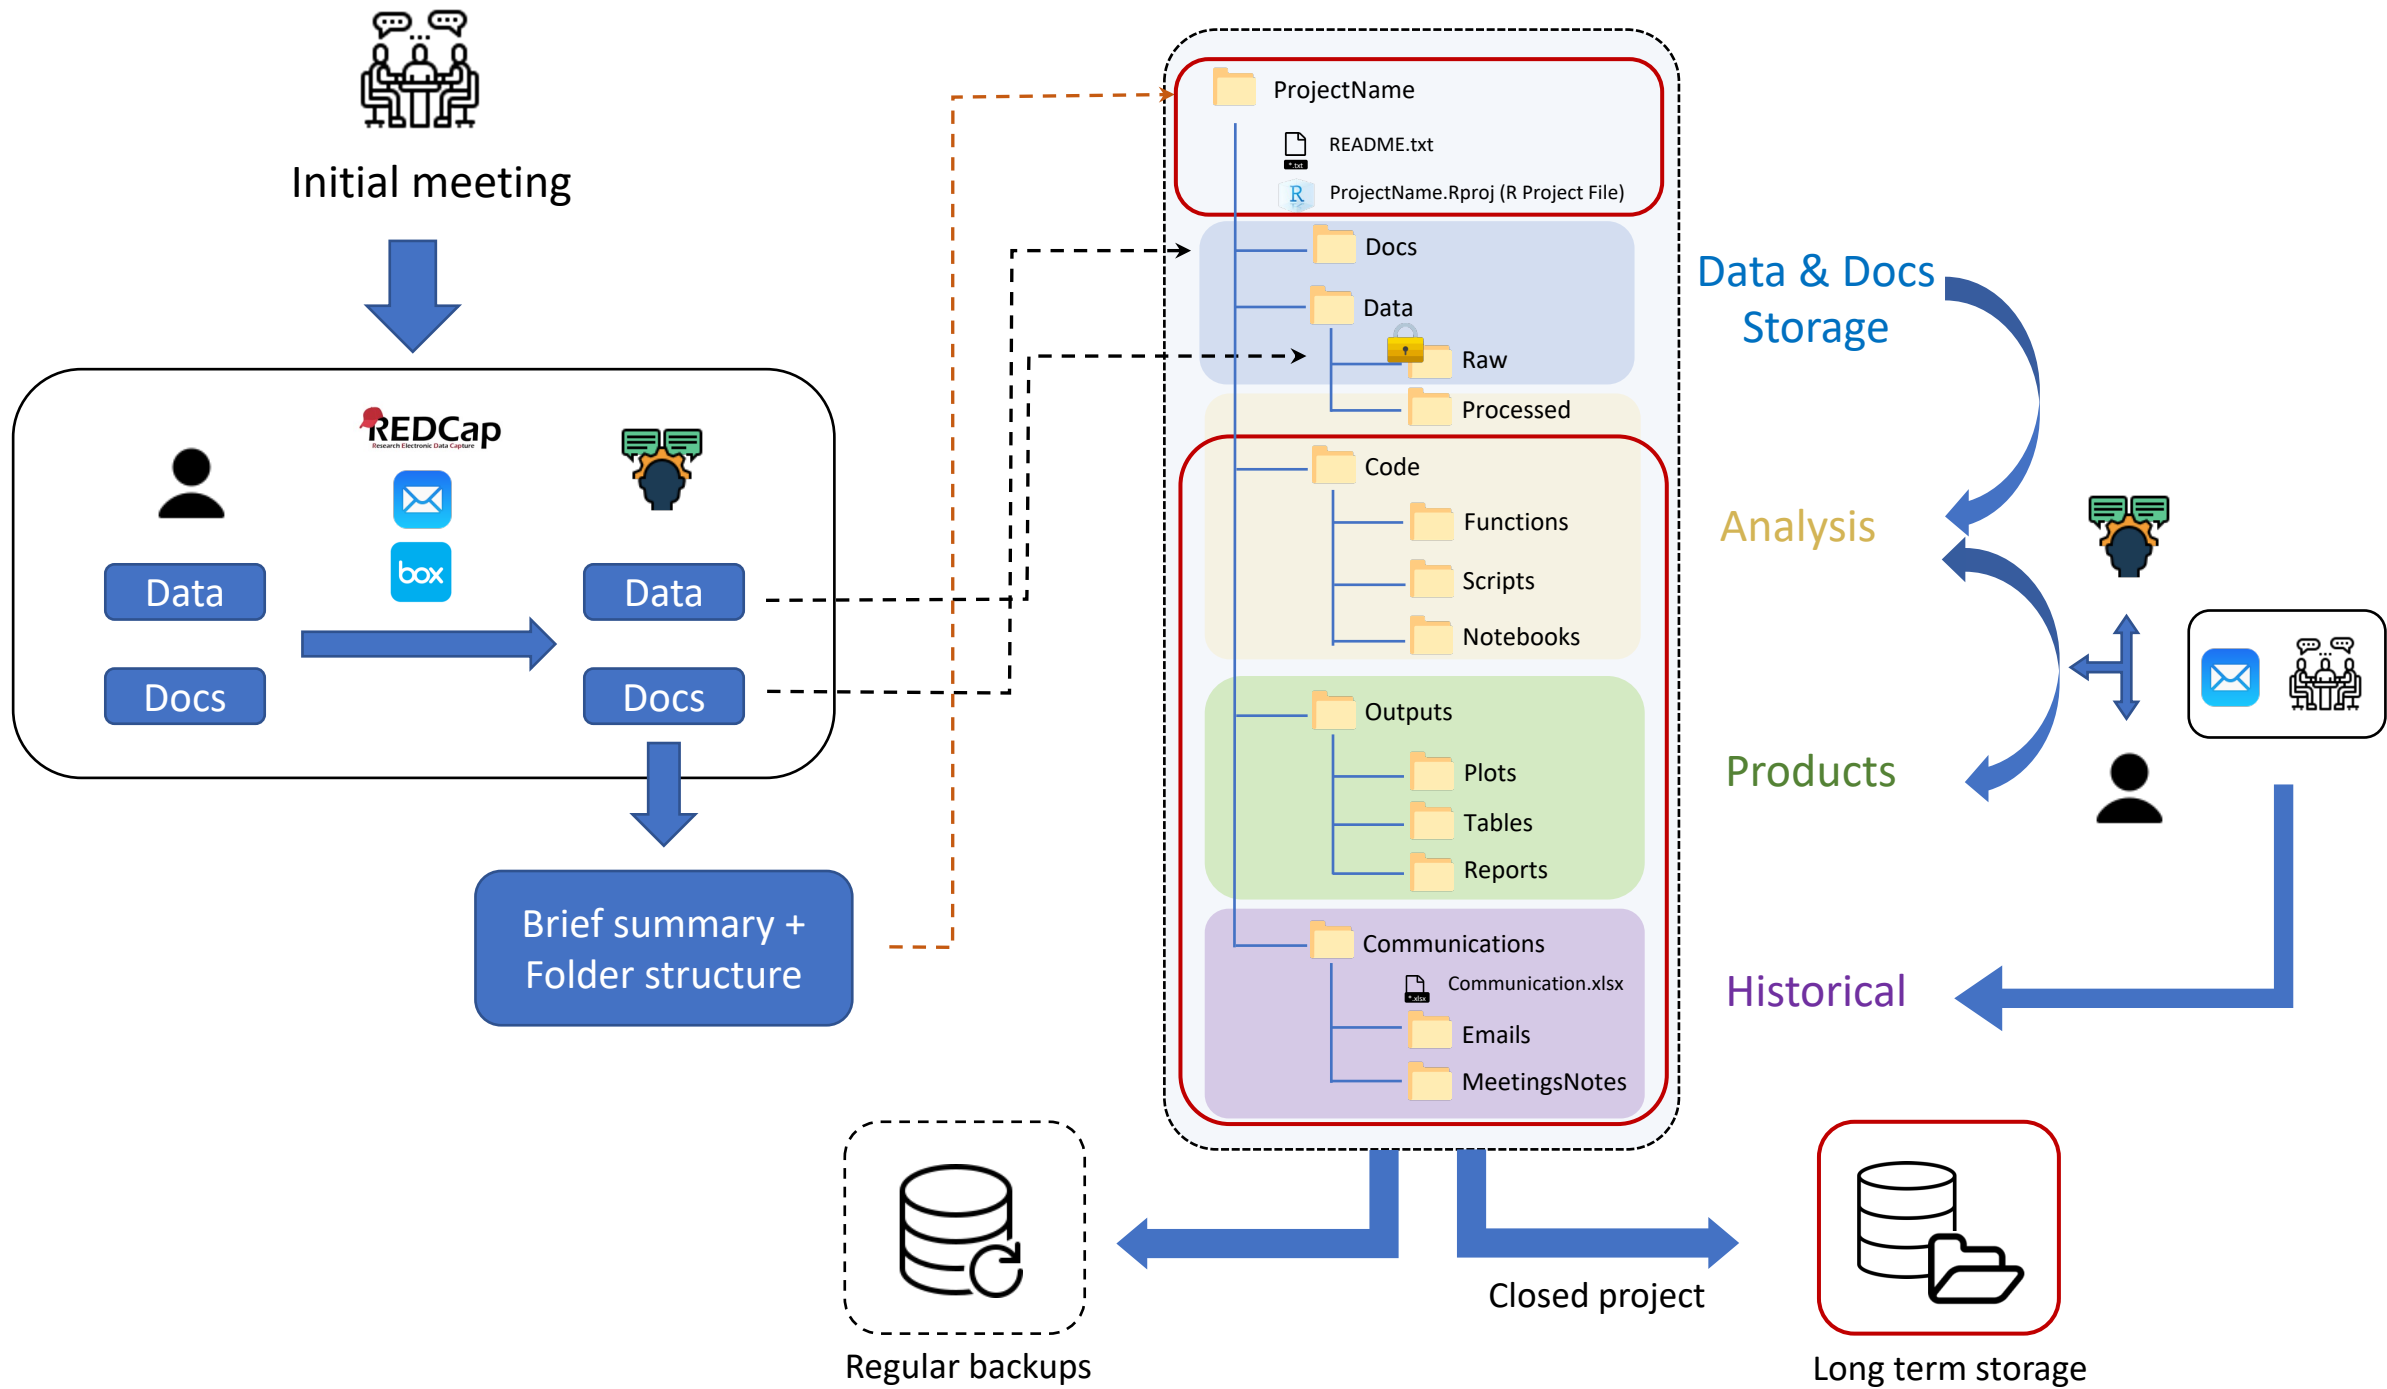 Initial meeting
REDCap
Research Electronic Data Capture
box
Data
Docs
Data
Docs
Brief summary +
Folder structure
ProjectName
*.txt
README.txt
R
ProjectName.Rproj (R Project File)
Docs
Data
Raw
Processed
Code
Functions
Scripts
Notebooks
Outputs
Plots
Tables
Reports
Communications
*.xlsx
Communication.xlsx
Emails
MeetingsNotes
Data & Docs
Storage
Analysis
Products
Historical
Regular backups
Closed project
Long term storage